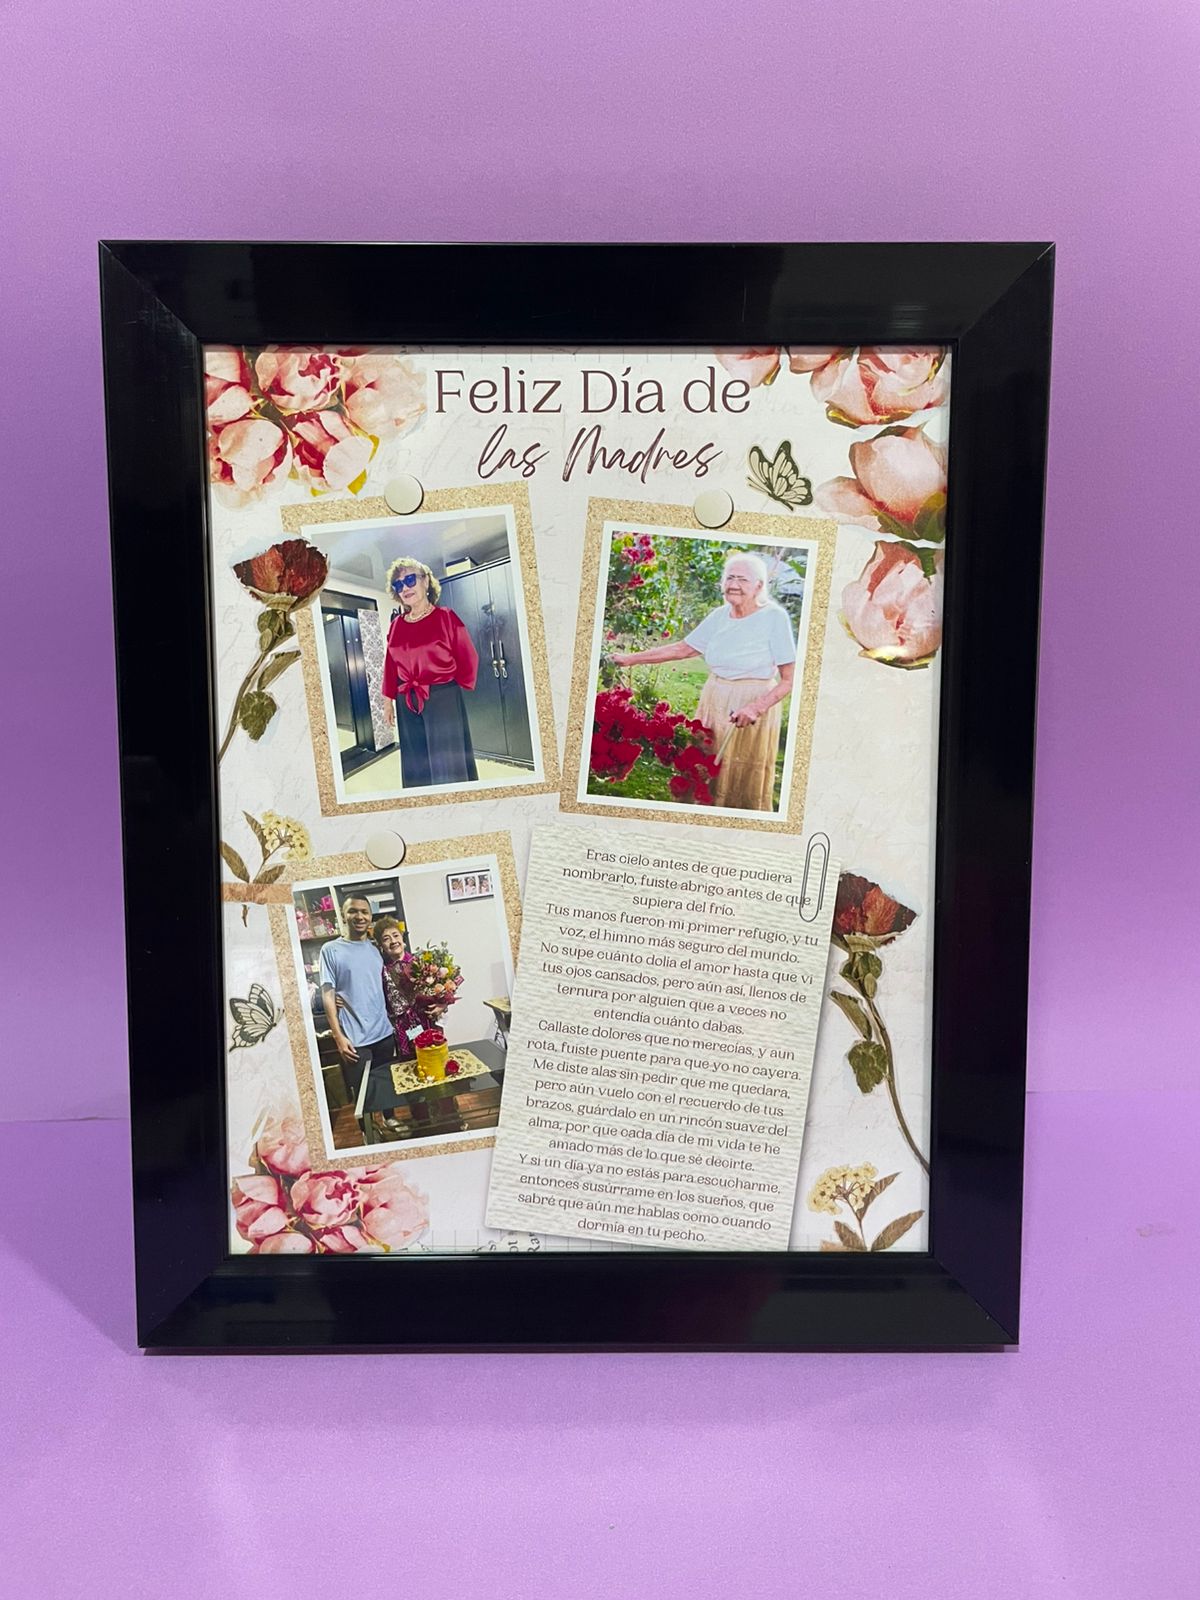 Feliz Día de
las Madres
Eras cielo antes de que pudiera
nombrarlo, fuiste abrigo antes de que
supiera del frío.
Tus manos fueron mi primer refugio, y tu
voz, el himno más seguro del mundo.
No supe cuánto dolía el amor hasta que vi
tus ojos cansados, pero aún así, llenos de
ternura por alguien que a veces no
entendía cuánto dabas.
Callaste dolores que no merecías, y aun
rota, fuiste puente para que yo no cayera.
Me diste alas sin pedir que me quedara,
pero aún vuelo con el recuerdo de tus
brazos, guárdalo en un rincón suave del
alma, por que cada día de mi vida te he
amado más de lo que sé decirte.
Y si un día ya no estás para escucharme,
entonces susúrrame en los sueños, que
sabré que aún me hablas como cuando
dormía en tu pecho.